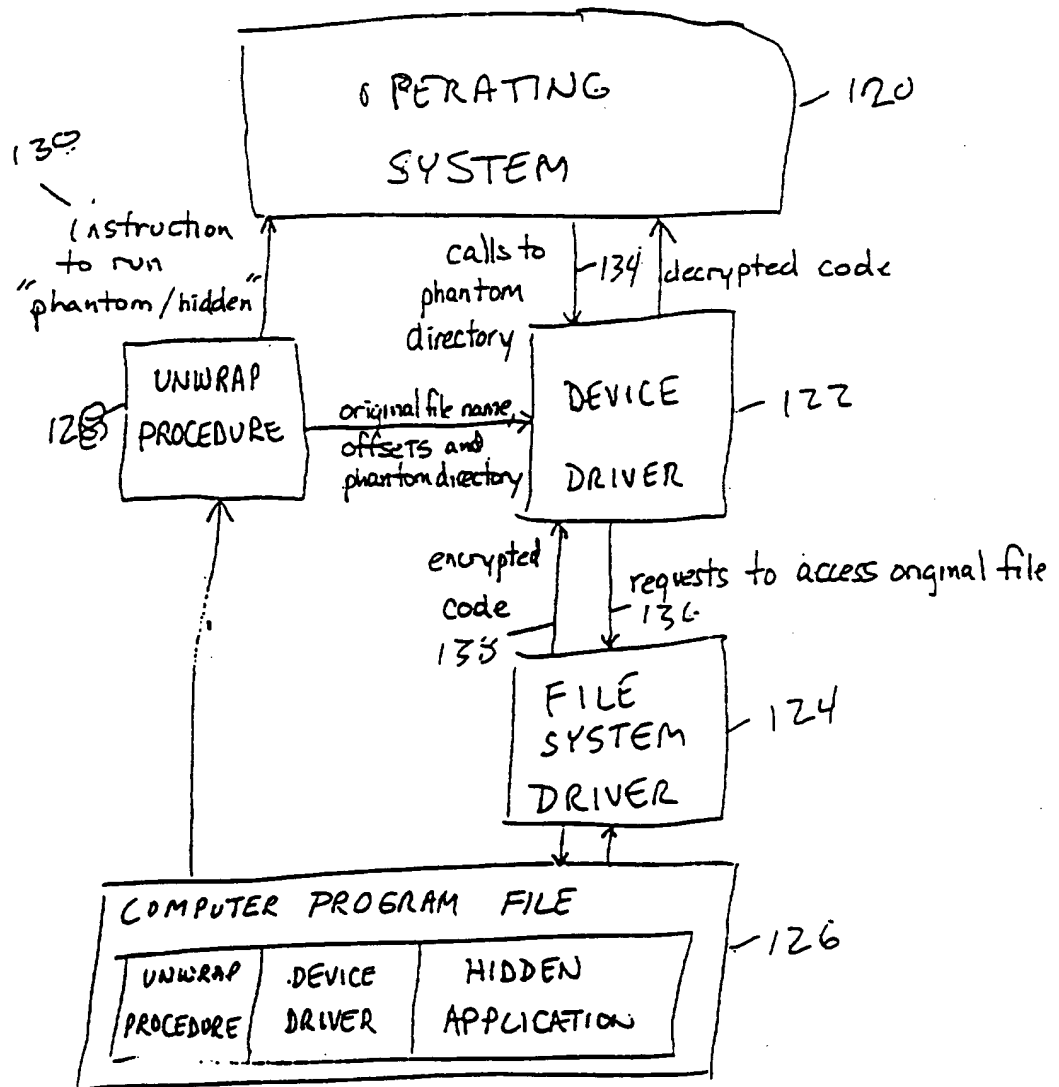 OPERATING
SYSTEM
120
130
instruction
to run
"phantom/hidden"
calls to
phantom
directory
134
decrypted code
UNWRAP
PROCEDURE
128
original file name,
offsets and
phantom directory
DEVICE
DRIVER
122
encrypted
code
138
requests to access original file
136
FILE
SYSTEM
DRIVER
124
COMPUTER PROGRAM FILE
126
UNWRAP
PROCEDURE
DEVICE
DRIVER
HIDDEN
APPLICATION